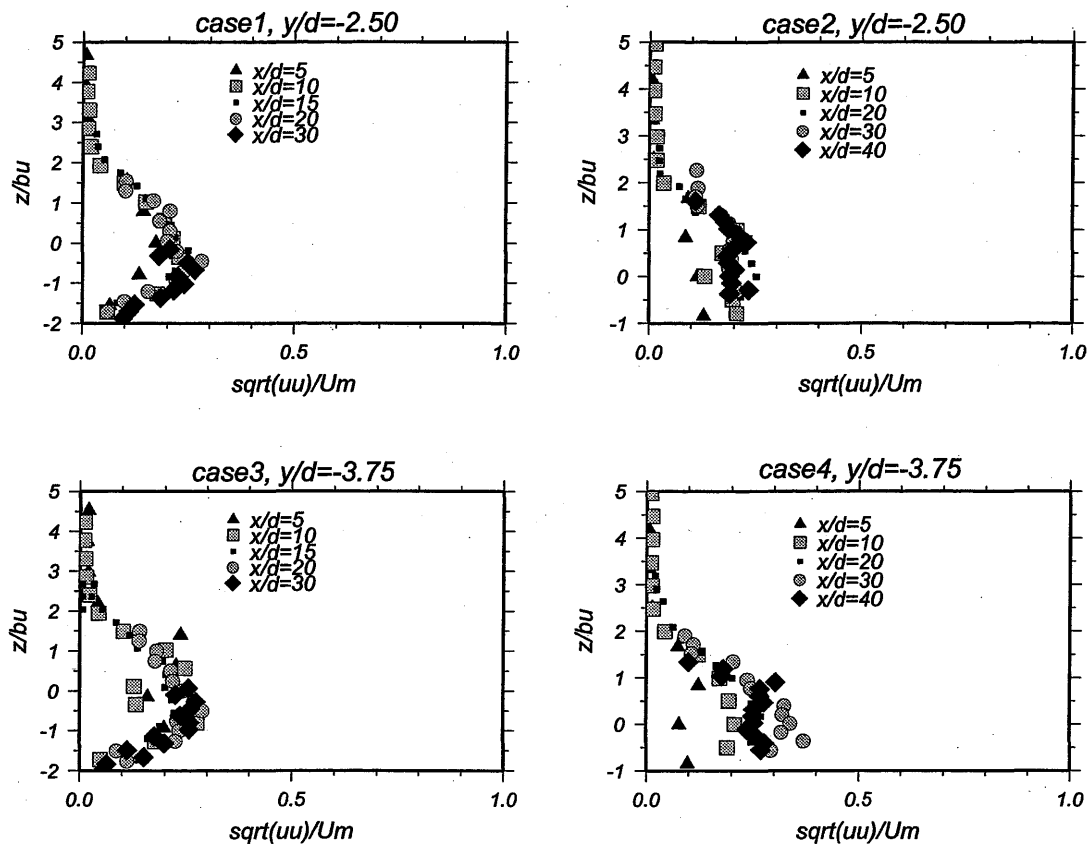 case1, y/d=-2.50
z/bu
5
4
3
2
1
0
-1
-2
x/d=5
x/d=10
x/d=15
x/d=20
x/d=30
0.0
0.5
1.0
sqrt(uu)/Um
case2, y/d=-2.50
z/bu
5
4
3
2
1
0
-1
x/d=5
x/d=10
x/d=20
x/d=30
x/d=40
0.0
0.5
1.0
sqrt(uu)/Um
case3, y/d=-3.75
z/bu
5
4
3
2
1
0
-1
-2
x/d=5
x/d=10
x/d=15
x/d=20
x/d=30
0.0
0.5
1.0
sqrt(uu)/Um
case4, y/d=-3.75
z/bu
5
4
3
2
1
0
-1
x/d=5
x/d=10
x/d=20
x/d=30
x/d=40
0.0
0.5
1.0
sqrt(uu)/Um